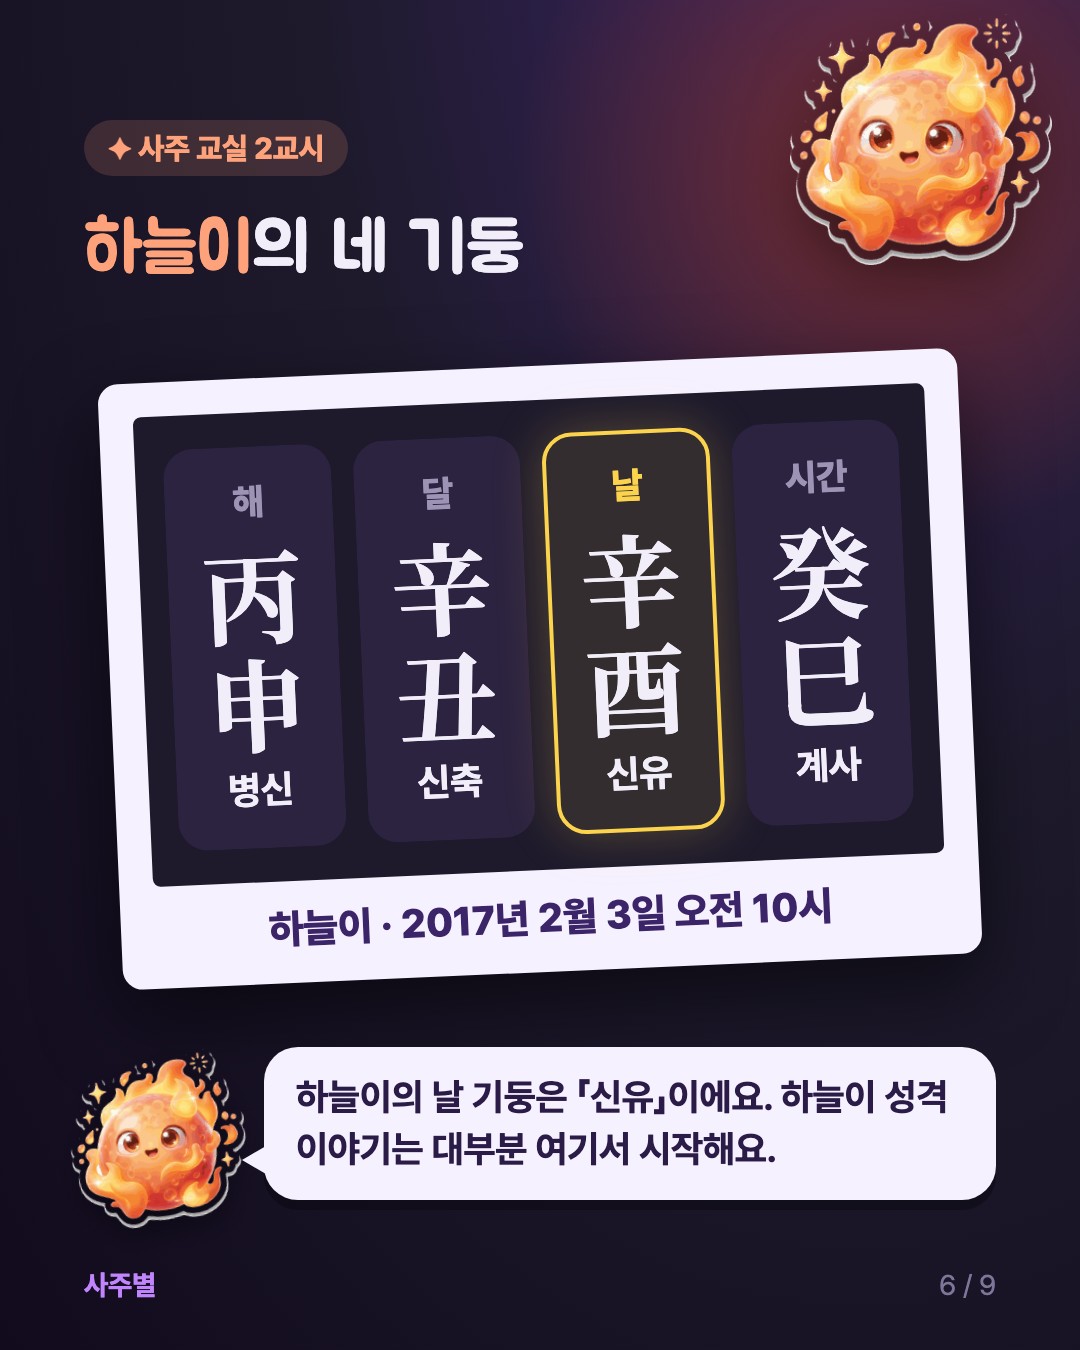 ✦ 사주 교실 2교시
하늘이의 네 기둥
해
丙
申
병신
달
辛
丑
신축
날
辛
酉
신유
시간
癸
巳
계사
하늘이 · 2017년 2월 3일 오전 10시
하늘이의 날 기둥은 「신유」이에요. 하늘이 성격
이야기는 대부분 여기서 시작해요.
사주별
6 / 9